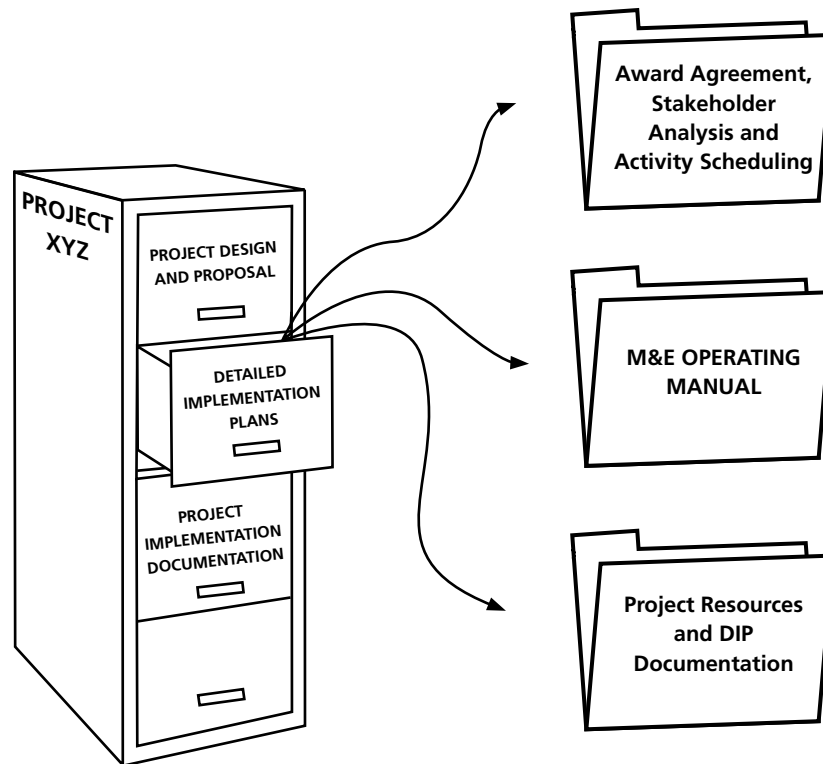 PROJECT
XYZ
PROJECT DESIGN
AND PROPOSAL
DETAILED
IMPLEMENTATION
PLANS
PROJECT
IMPLEMENTATION
DOCUMENTATION
Award Agreement,
Stakeholder
Analysis and
Activity Scheduling
M&E OPERATING
MANUAL
Project Resources
and DIP
Documentation